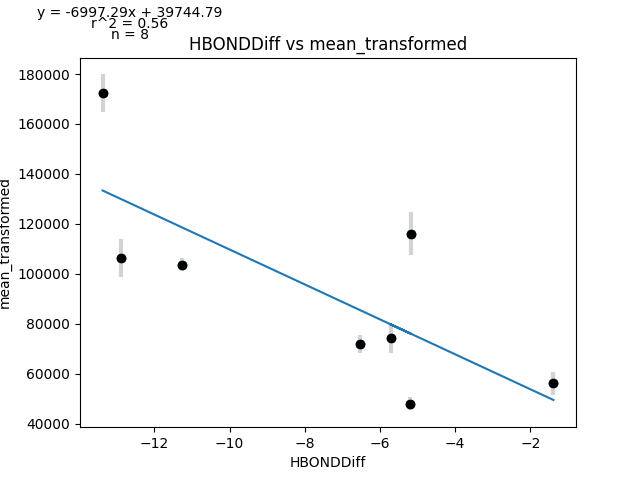 y = -6997.29x + 39744.79
r^2 = 0.56
n = 8
HBONDDiff vs mean_transformed
180000
160000
140000
120000
100000
80000
60000
40000
mean_transformed
−12
−10
−8
−6
−4
−2
HBONDDiff